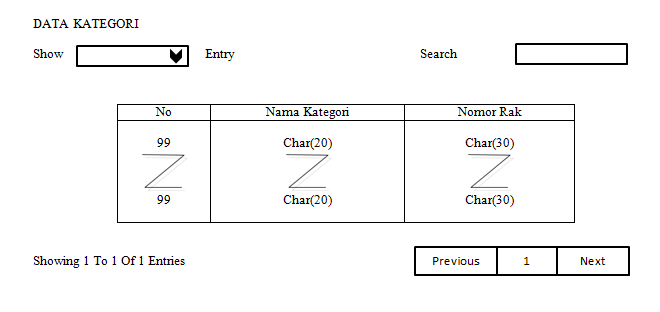 DATA KATEGORI
Show Entry Search
No Nama Kategori Nomor Rak
99 Char(20) Char(30)
99 Char(20) Char(30)
Showing 1 To 1 Of 1 Entries Previous 1 Next